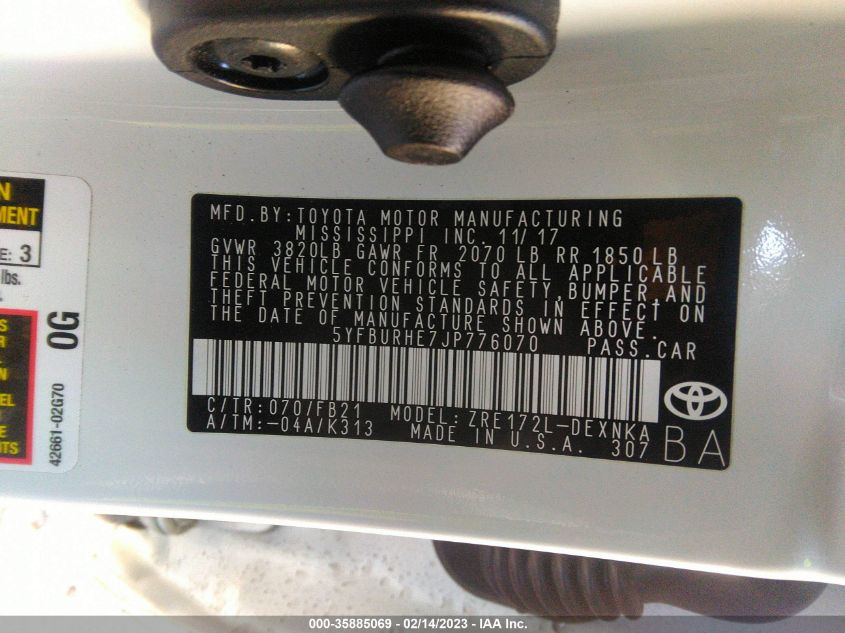 MFD. BY: TOYOTA MOTOR MANUFACTURING
MISSISSIPPI INC. 11/17
GVWR 3820LB GAWR FR 2070 LB RR 1850 LB
THIS VEHICLE CONFORMS TO ALL APPLICABLE
FEDERAL MOTOR VEHICLE SAFETY, BUMPER, AND
THEFT PREVENTION STANDARDS IN EFFECT ON
THE DATE OF MANUFACTURE SHOWN ABOVE.
5YFBURHE7JP776070 PASS. CAR
C/TR: 070/FB21 MODEL: ZRE172L-DEXNKA
A/TM: -04A/K313 MADE IN U.S.A. 307
BA
3
lbs.
0G
42661-02G70
000-35885069 - 02/14/2023 - IAA Inc.